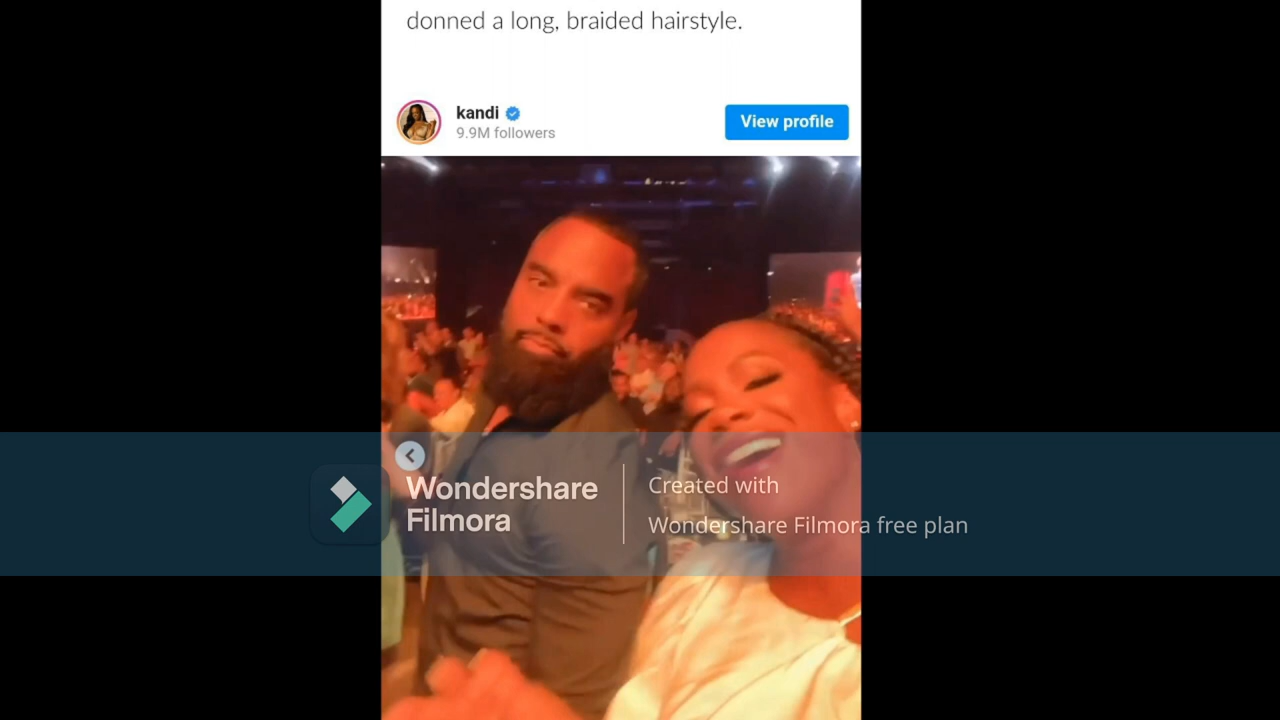 donned a long, braided hairstyle.
kandi
9.9M followers
View profile
Wondershare
Filmora
Created with
Wondershare Filmora free plan